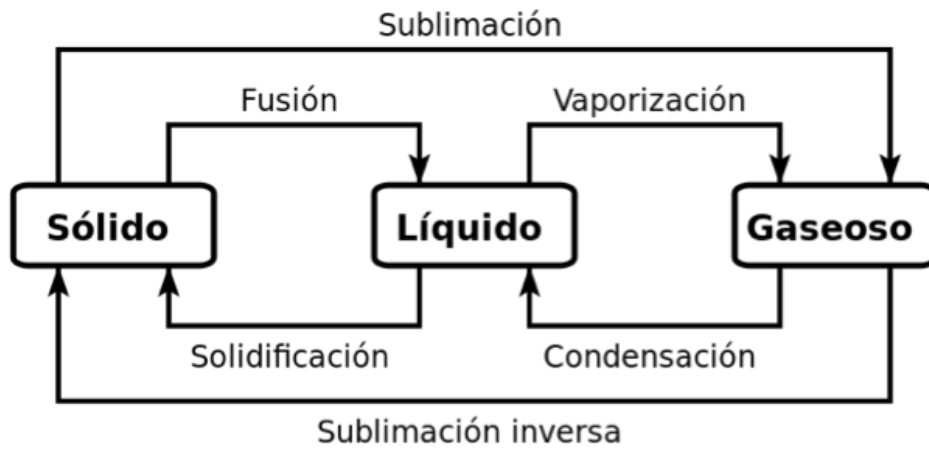 Sublimación
Fusión
Vaporización
Sólido
Líquido
Gaseoso
Solidificación
Condensación
Sublimación inversa